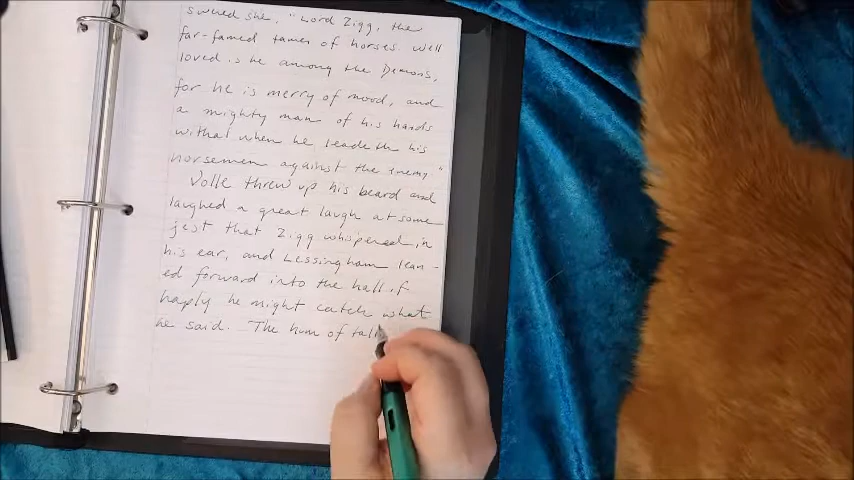 swered she, "Lord Zigg, the
far-famed tamer of horses. Well
loved is he among the Demons,
for he is merry of mood, and
a mighty man of his hands
withal when he leadeth his
horsemen against the enemy."
Volle threw up his beard and
laughed a great laugh at some
jest that Zigg whispered in
his ear, and Lessingham lean-
ed forward into the hall if
haply he might catch what
he said. The hum of talk